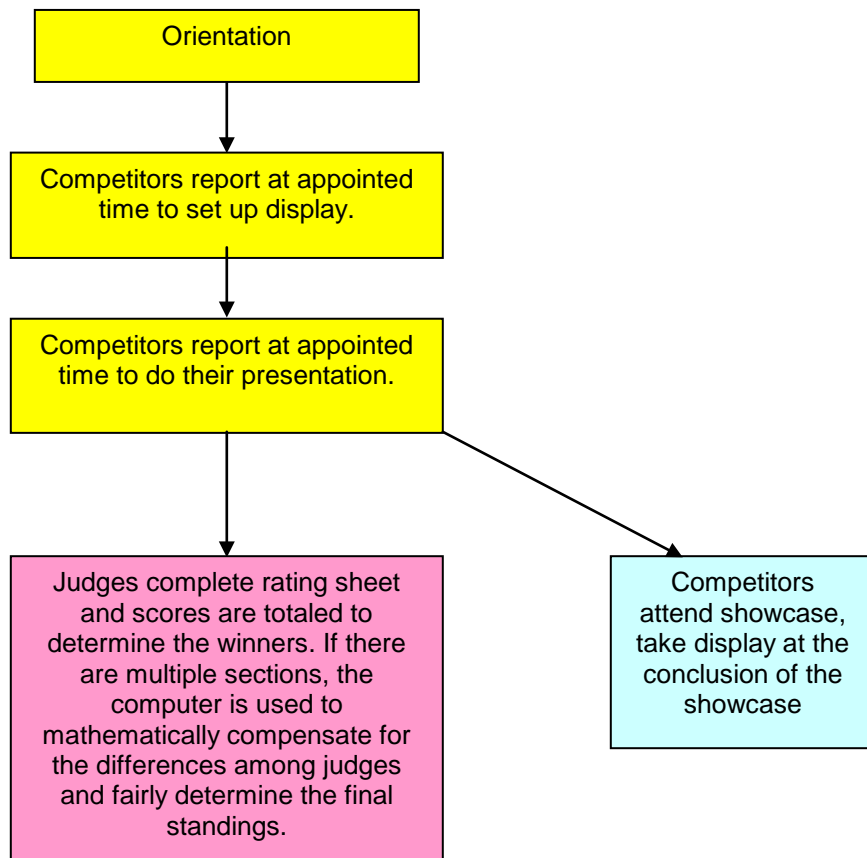 Orientation
Competitors report at appointed
time to set up display.
Competitors report at appointed
time to do their presentation.
Judges complete rating sheet
and scores are totaled to
determine the winners. If there
are multiple sections, the
computer is used to
mathematically compensate for
the differences among judges
and fairly determine the final
standings.
Competitors
attend showcase,
take display at the
conclusion of the
showcase